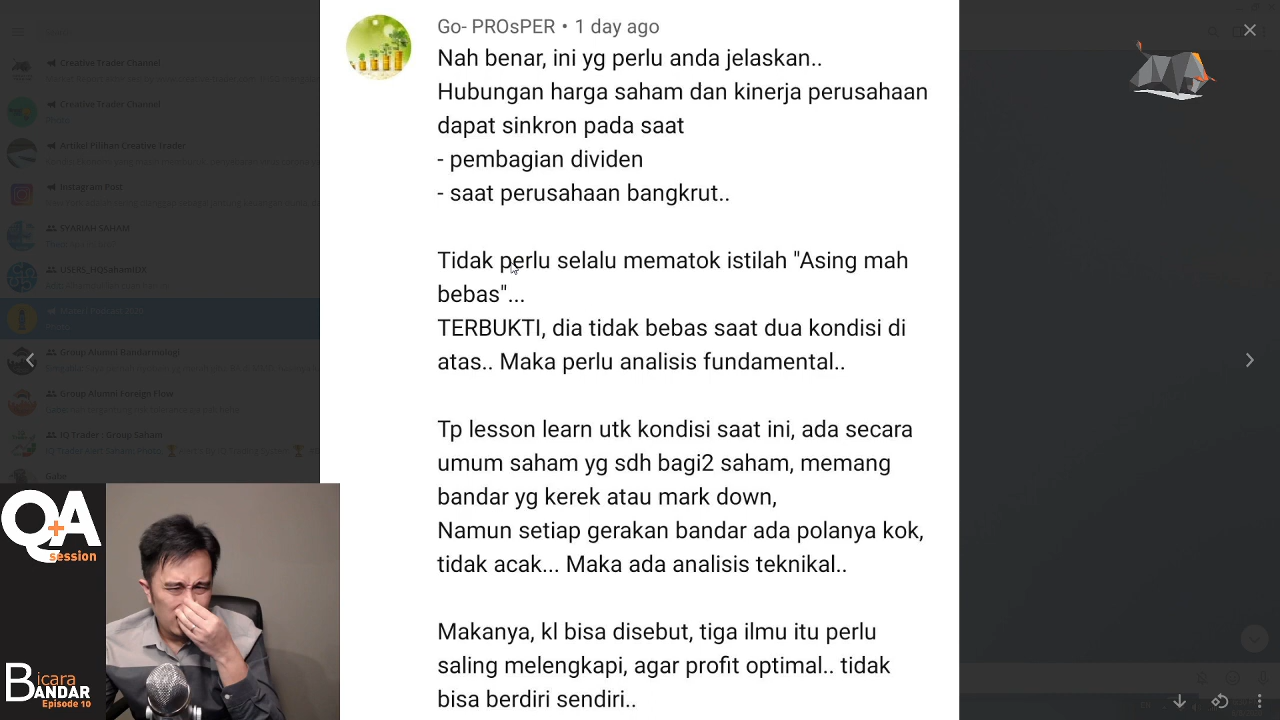 Go- PROsPER • 1 day ago
Nah benar, ini yg perlu anda jelaskan..
Hubungan harga saham dan kinerja perusahaan
dapat sinkron pada saat
- pembagian dividen
- saat perusahaan bangkrut..
Tidak perlu selalu mematok istilah "Asing mah
bebas"...
TERBUKTI, dia tidak bebas saat dua kondisi di
atas.. Maka perlu analisis fundamental..
Tp lesson learn utk kondisi saat ini, ada secara
umum saham yg sdh bagi2 saham, memang
bandar yg kerek atau mark down,
Namun setiap gerakan bandar ada polanya kok,
tidak acak... Maka ada analisis teknikal..
Makanya, kl bisa disebut, tiga ilmu itu perlu
saling melengkapi, agar profit optimal.. tidak
bisa berdiri sendiri..
Creative Trader Channel
Creative Trader Channel
Artikel Pilihan Creative Trader
Instagram Post
SYARIAH SAHAM
Group Alumni Bandarmologi
Group Alumni Foreign Flow
IQ Trader : Group Saham
Q+A
session
Bicara
BANDAR
Episode 10